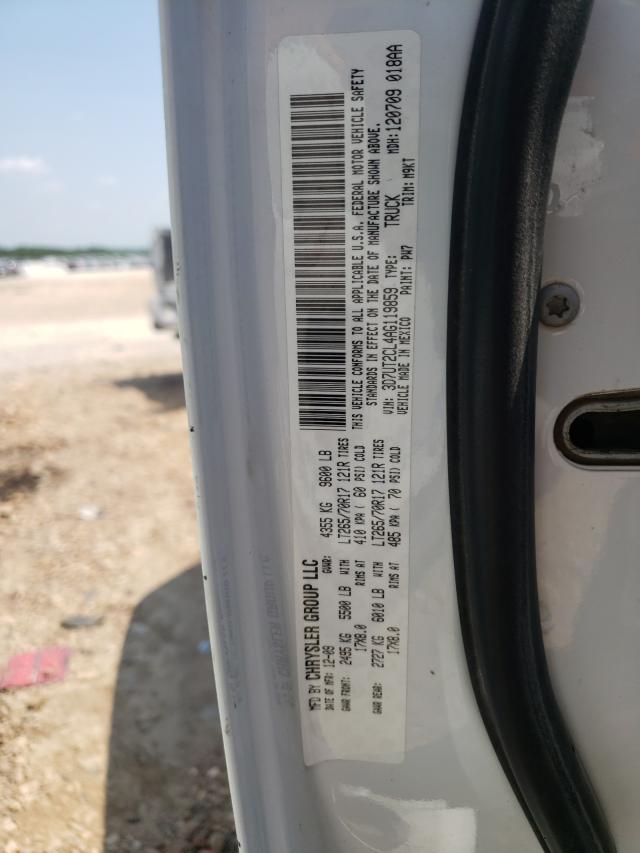 MFD BY CHRYSLER GROUP LLC
DATE OF MFR: 12-09 GVWR: 4355 KG 9600 LB
GAWR FRONT: 2495 KG 5500 LB WITH LT265/70R17 121R TIRES
17X8.0 RIMS AT 410 KPA ( 60 PSI) COLD
GAWR REAR: 2727 KG 6010 LB WITH LT265/70R17 121R TIRES
17X8.0 RIMS AT 485 KPA ( 70 PSI) COLD
THIS VEHICLE CONFORMS TO ALL APPLICABLE U.S.A. FEDERAL MOTOR VEHICLE SAFETY
STANDARDS IN EFFECT ON THE DATE OF MANUFACTURE SHOWN ABOVE.
VIN: 3D7UT2CL4AG119859 TYPE: TRUCK MDH: 120709 018AA
VEHICLE MADE IN MEXICO PAINT: PW7 TRIM: M9KT